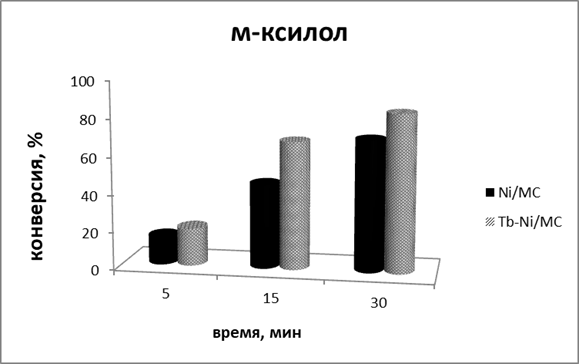 м-ксилол
конверсия, %
100
80
60
40
20
0
5 15 30
время, мин
Ni/MC
Tb-Ni/MC